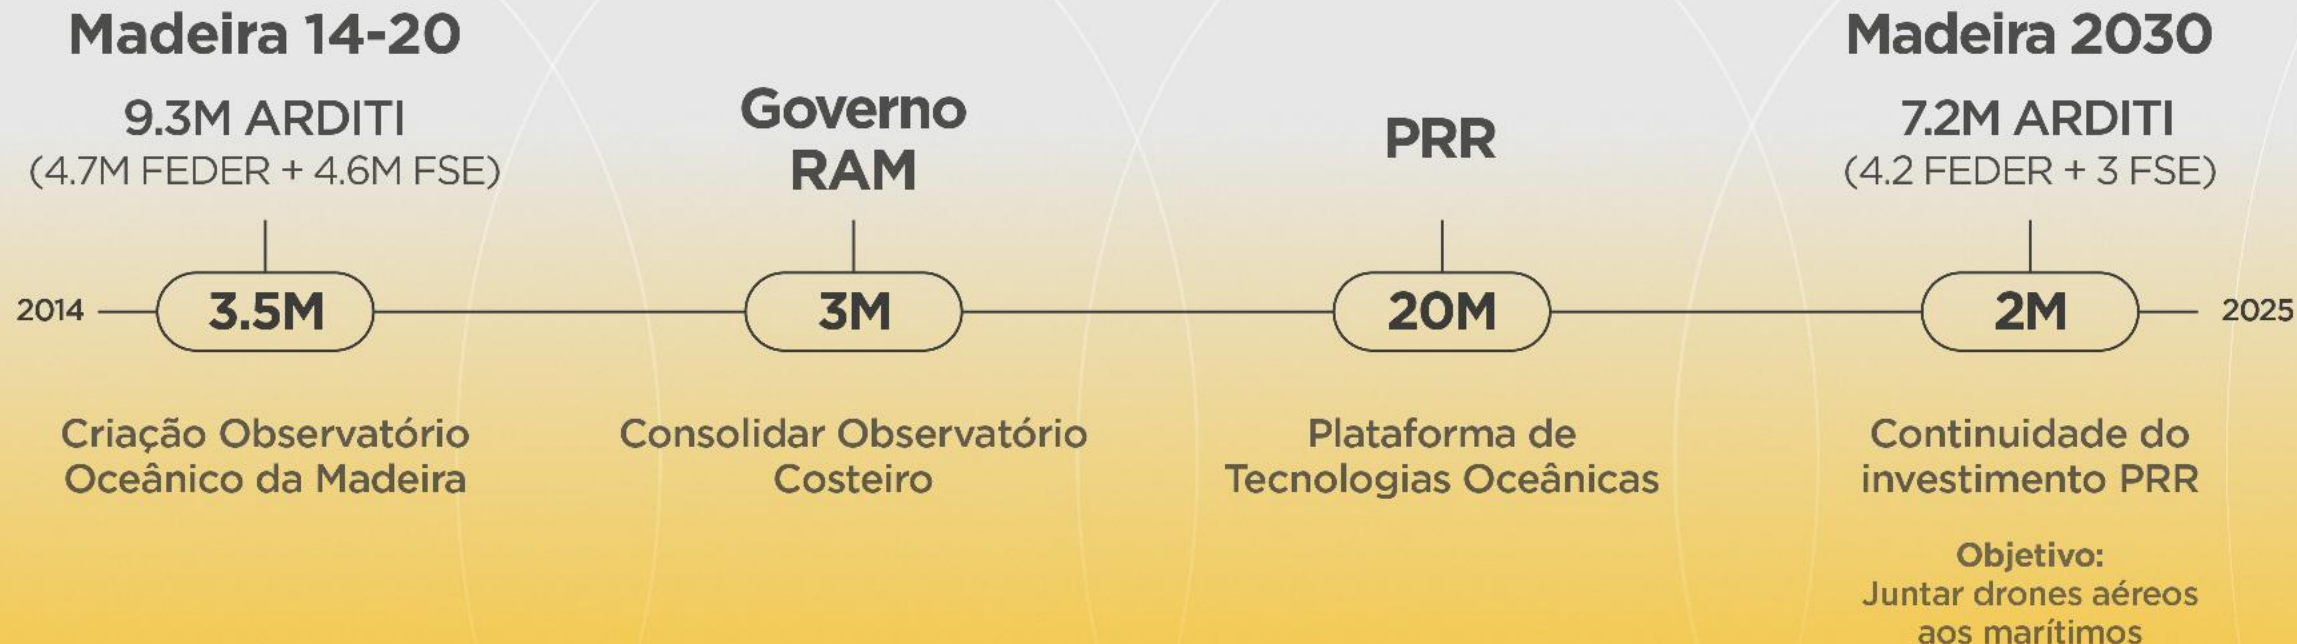 Madeira 14-20
9.3M ARDITI
(4.7M FEDER + 4.6M FSE)
Governo
RAM
PRR
Madeira 2030
7.2M ARDITI
(4.2 FEDER + 3 FSE)
2014
3.5M
3M
20M
2M
2025
Criação Observatório
Oceânico da Madeira
Consolidar Observatório
Costeiro
Plataforma de
Tecnologias Oceânicas
Continuidade do
investimento PRR
Objetivo:
Juntar drones aéreos
aos marítimos